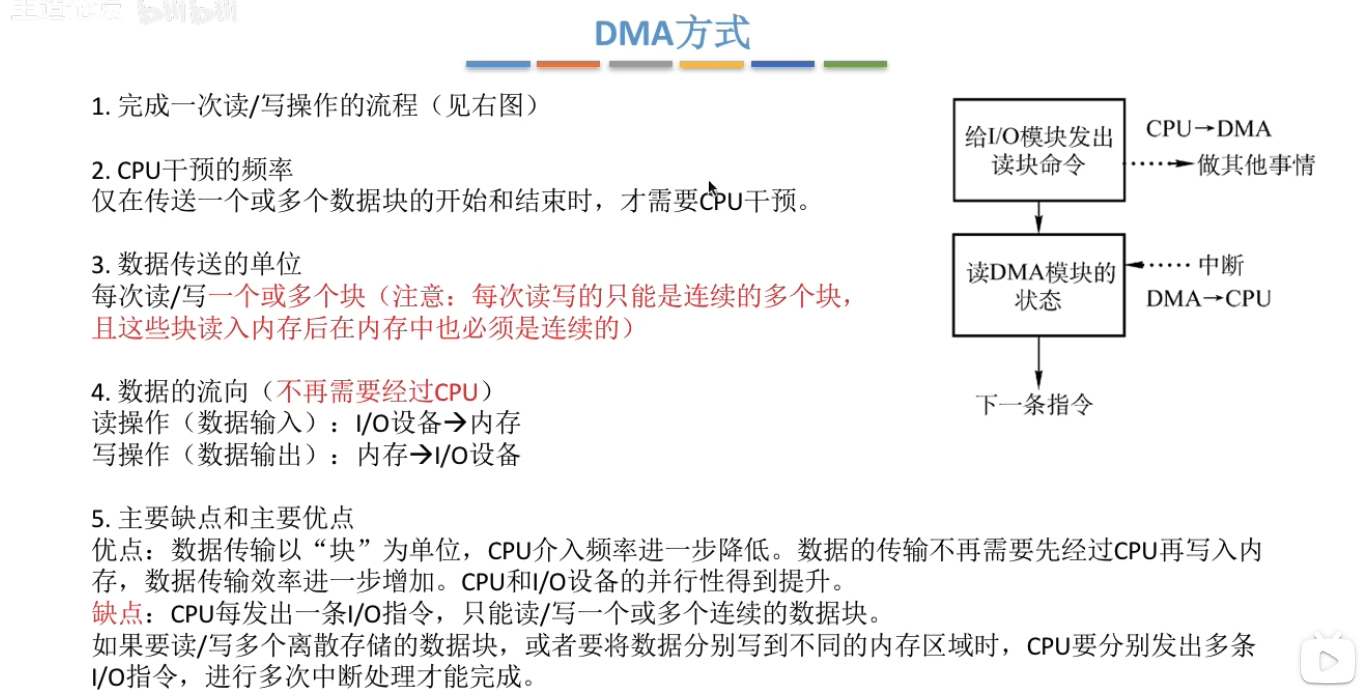 王道论坛 bilibili
DMA方式
1. 完成一次读/写操作的流程（见右图）
2. CPU干预的频率
仅在传送一个或多个数据块的开始和结束时，才需要CPU干预。
3. 数据传送的单位
每次读/写一个或多个块（注意：每次读写的只能是连续的多个块，
且这些块读入内存后在内存中也必须是连续的）
4. 数据的流向（不再需要经过CPU）
读操作（数据输入）：I/O设备→内存
写操作（数据输出）：内存→I/O设备
5. 主要缺点和主要优点
优点：数据传输以“块”为单位，CPU介入频率进一步降低。数据的传输不再需要先经过CPU再写入内
存，数据传输效率进一步增加。CPU和I/O设备的并行性得到提升。
缺点：CPU每发出一条I/O指令，只能读/写一个或多个连续的数据块。
如果要读/写多个离散存储的数据块，或者要将数据分别写到不同的内存区域时，CPU要分别发出多条
I/O指令，进行多次中断处理才能完成。
给I/O模块发出
读块命令
CPU→DMA
做其他事情
读DMA模块的
状态
中断
DMA→CPU
下一条指令